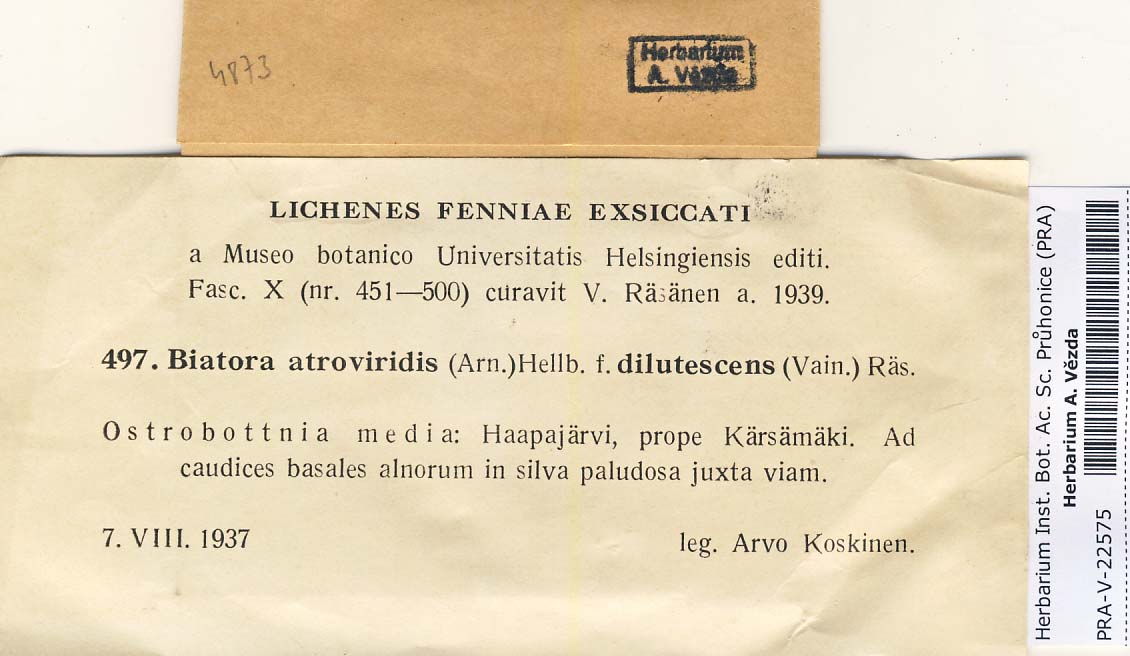 4873
Herbarium
A. Vězda
LICHENES FENNIAE EXSICCATI
a Museo botanico Universitatis Helsingiensis editi.
Fasc. X (nr. 451—500) curavit V. Räsänen a. 1939.
497. Biatora atroviridis (Arn.)Hellb. f. dilutescens (Vain.) Räs.
Ostrobottnia media: Haapajärvi, prope Kärsämäki. Ad
caudices basales alnorum in silva paludosa juxta viam.
7. VIII. 1937 leg. Arvo Koskinen.
Herbarium Inst. Bot. Ac. Sc. Průhonice (PRA)
Herbarium A. Vězda
PRA-V-22575